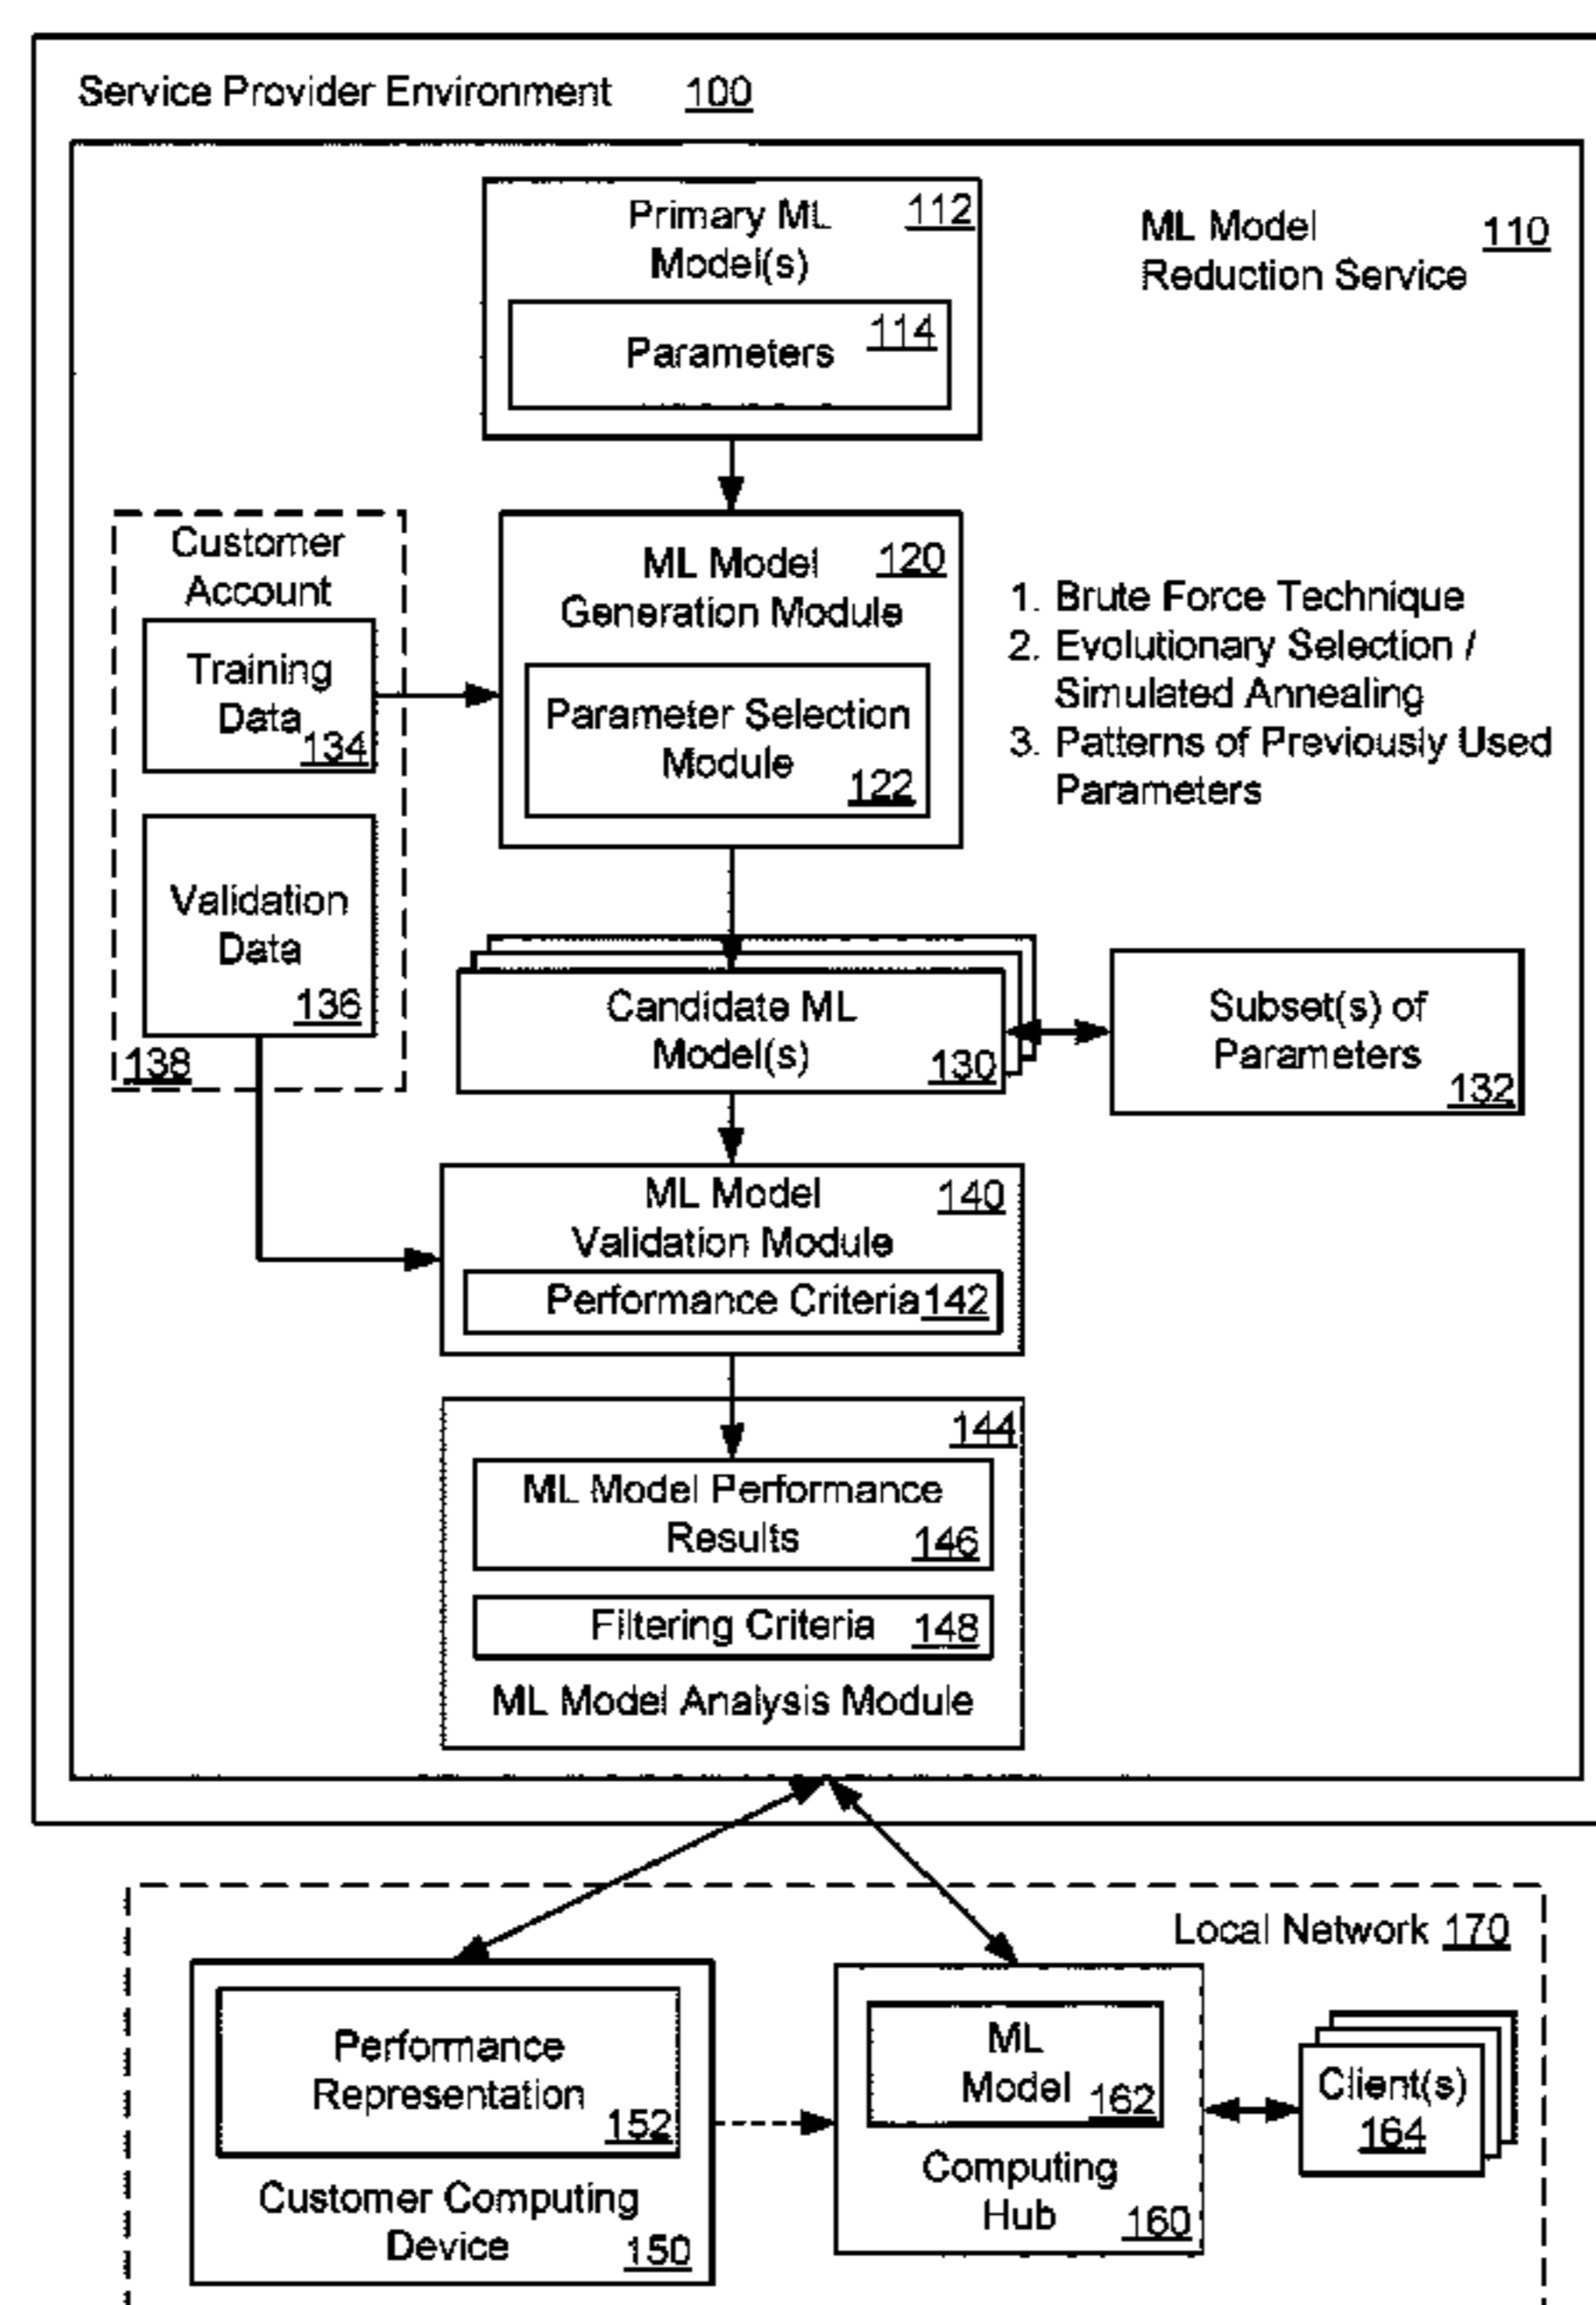 Service Provider Environment 100
ML Model 110
Reduction Service
Primary ML 112
Model(s)
Parameters 114
Customer
Account
Training
Data 134
Validation
Data
136
138
ML Model 120
Generation Module
Parameter Selection
Module
122
1. Brute Force Technique
2. Evolutionary Selection /
Simulated Annealing
3. Patterns of Previously Used
Parameters
Candidate ML
Model(s) 130
Subset(s) of
Parameters
132
ML Model 140
Validation Module
Performance Criteria 142
144
ML Model Performance
Results 146
Filtering Criteria 148
ML Model Analysis Module
Local Network 170
Performance
Representation
152
Customer Computing
Device 150
ML
Model 162
Computing
Hub 160
Client(s)
164